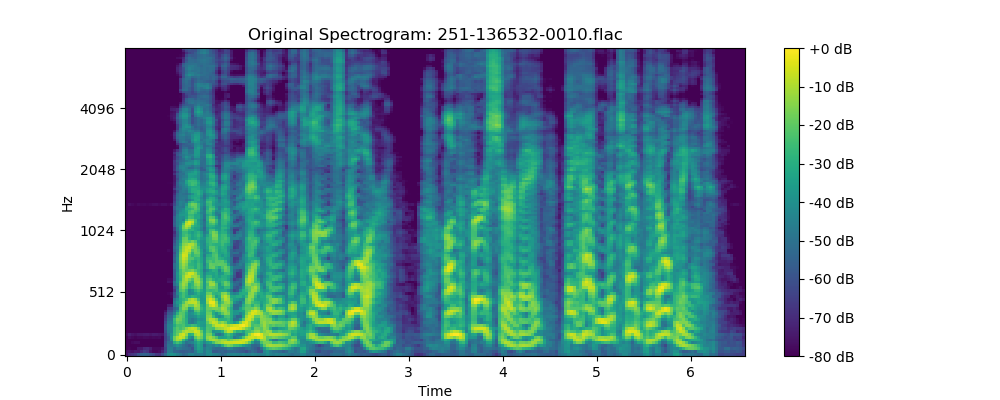 Original Spectrogram: 251-136532-0010.flac
Hz
4096
2048
1024
512
0
0 1 2 3 4 5 6
Time
+0 dB
-10 dB
-20 dB
-30 dB
-40 dB
-50 dB
-60 dB
-70 dB
-80 dB